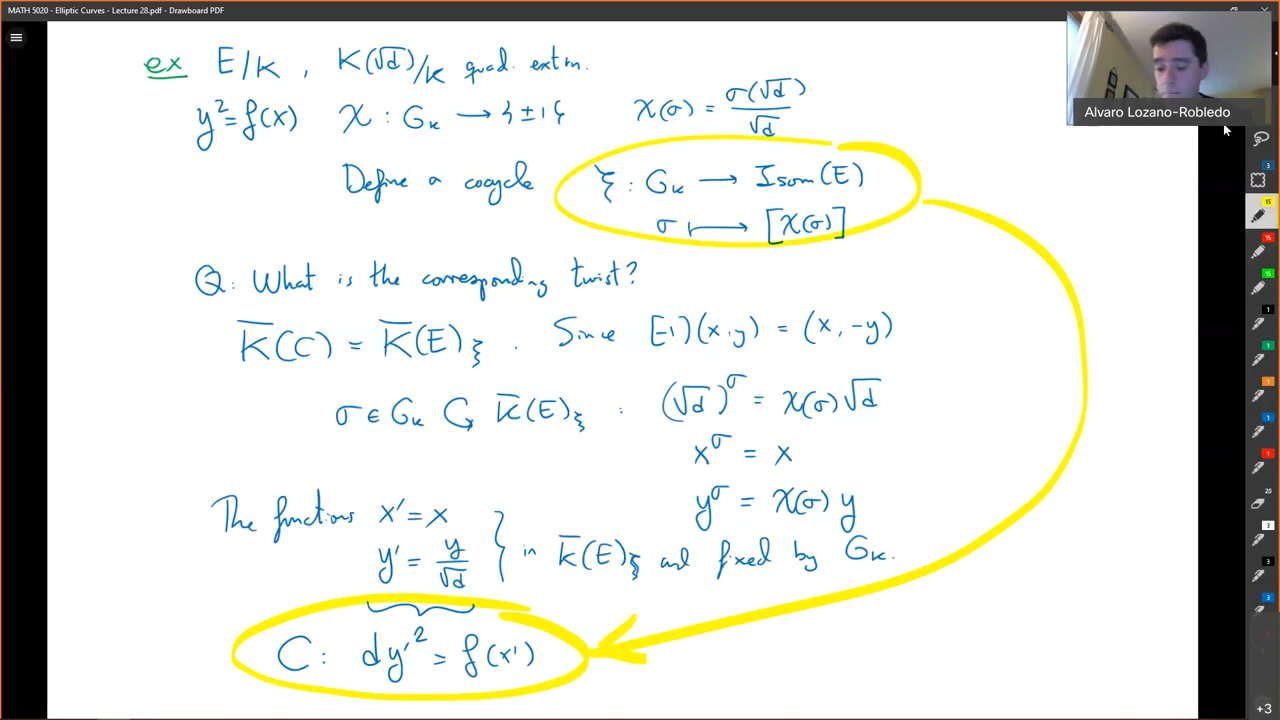 MATH 5020 - Elliptic Curves - Lecture 28.pdf - Drawboard PDF
Alvaro Lozano-Robledo
ex E/K , K(√d)/K quad. extn.
y² = f(x) χ : G_K → {±1} χ(σ) = σ(√d)/√d
Define a cocycle ξ : G_K → Isom(E)
σ ↦ [χ(σ)]
Q: What is the corresponding twist?
K̅(C) = K̅(E)_ξ . Since [-1](x,y) = (x,-y)
σ ∈ G_K ↻ K̅(E)_ξ : (√d)^σ = χ(σ)√d
x^σ = x
y^σ = χ(σ) y
The functions x' = x
y' = y/√d } in K̅(E)_ξ and fixed by G_K.
C: dy'² = f(x')
+3